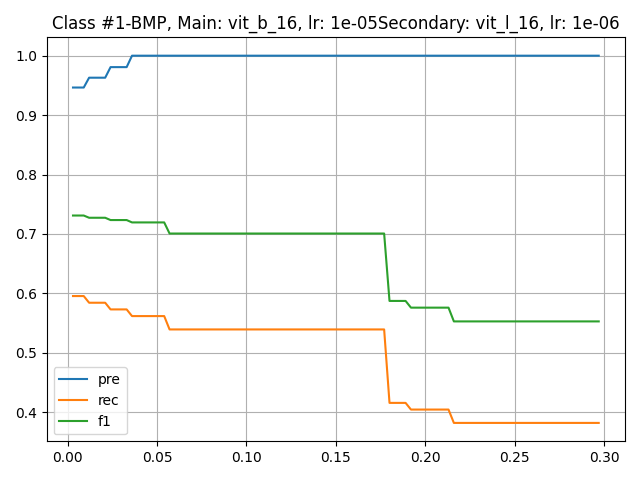 Class #1-BMP, Main: vit_b_16, lr: 1e-05Secondary: vit_l_16, lr: 1e-06
1.0
0.9
0.8
0.7
0.6
0.5
0.4
pre
rec
f1
0.00 0.05 0.10 0.15 0.20 0.25 0.30